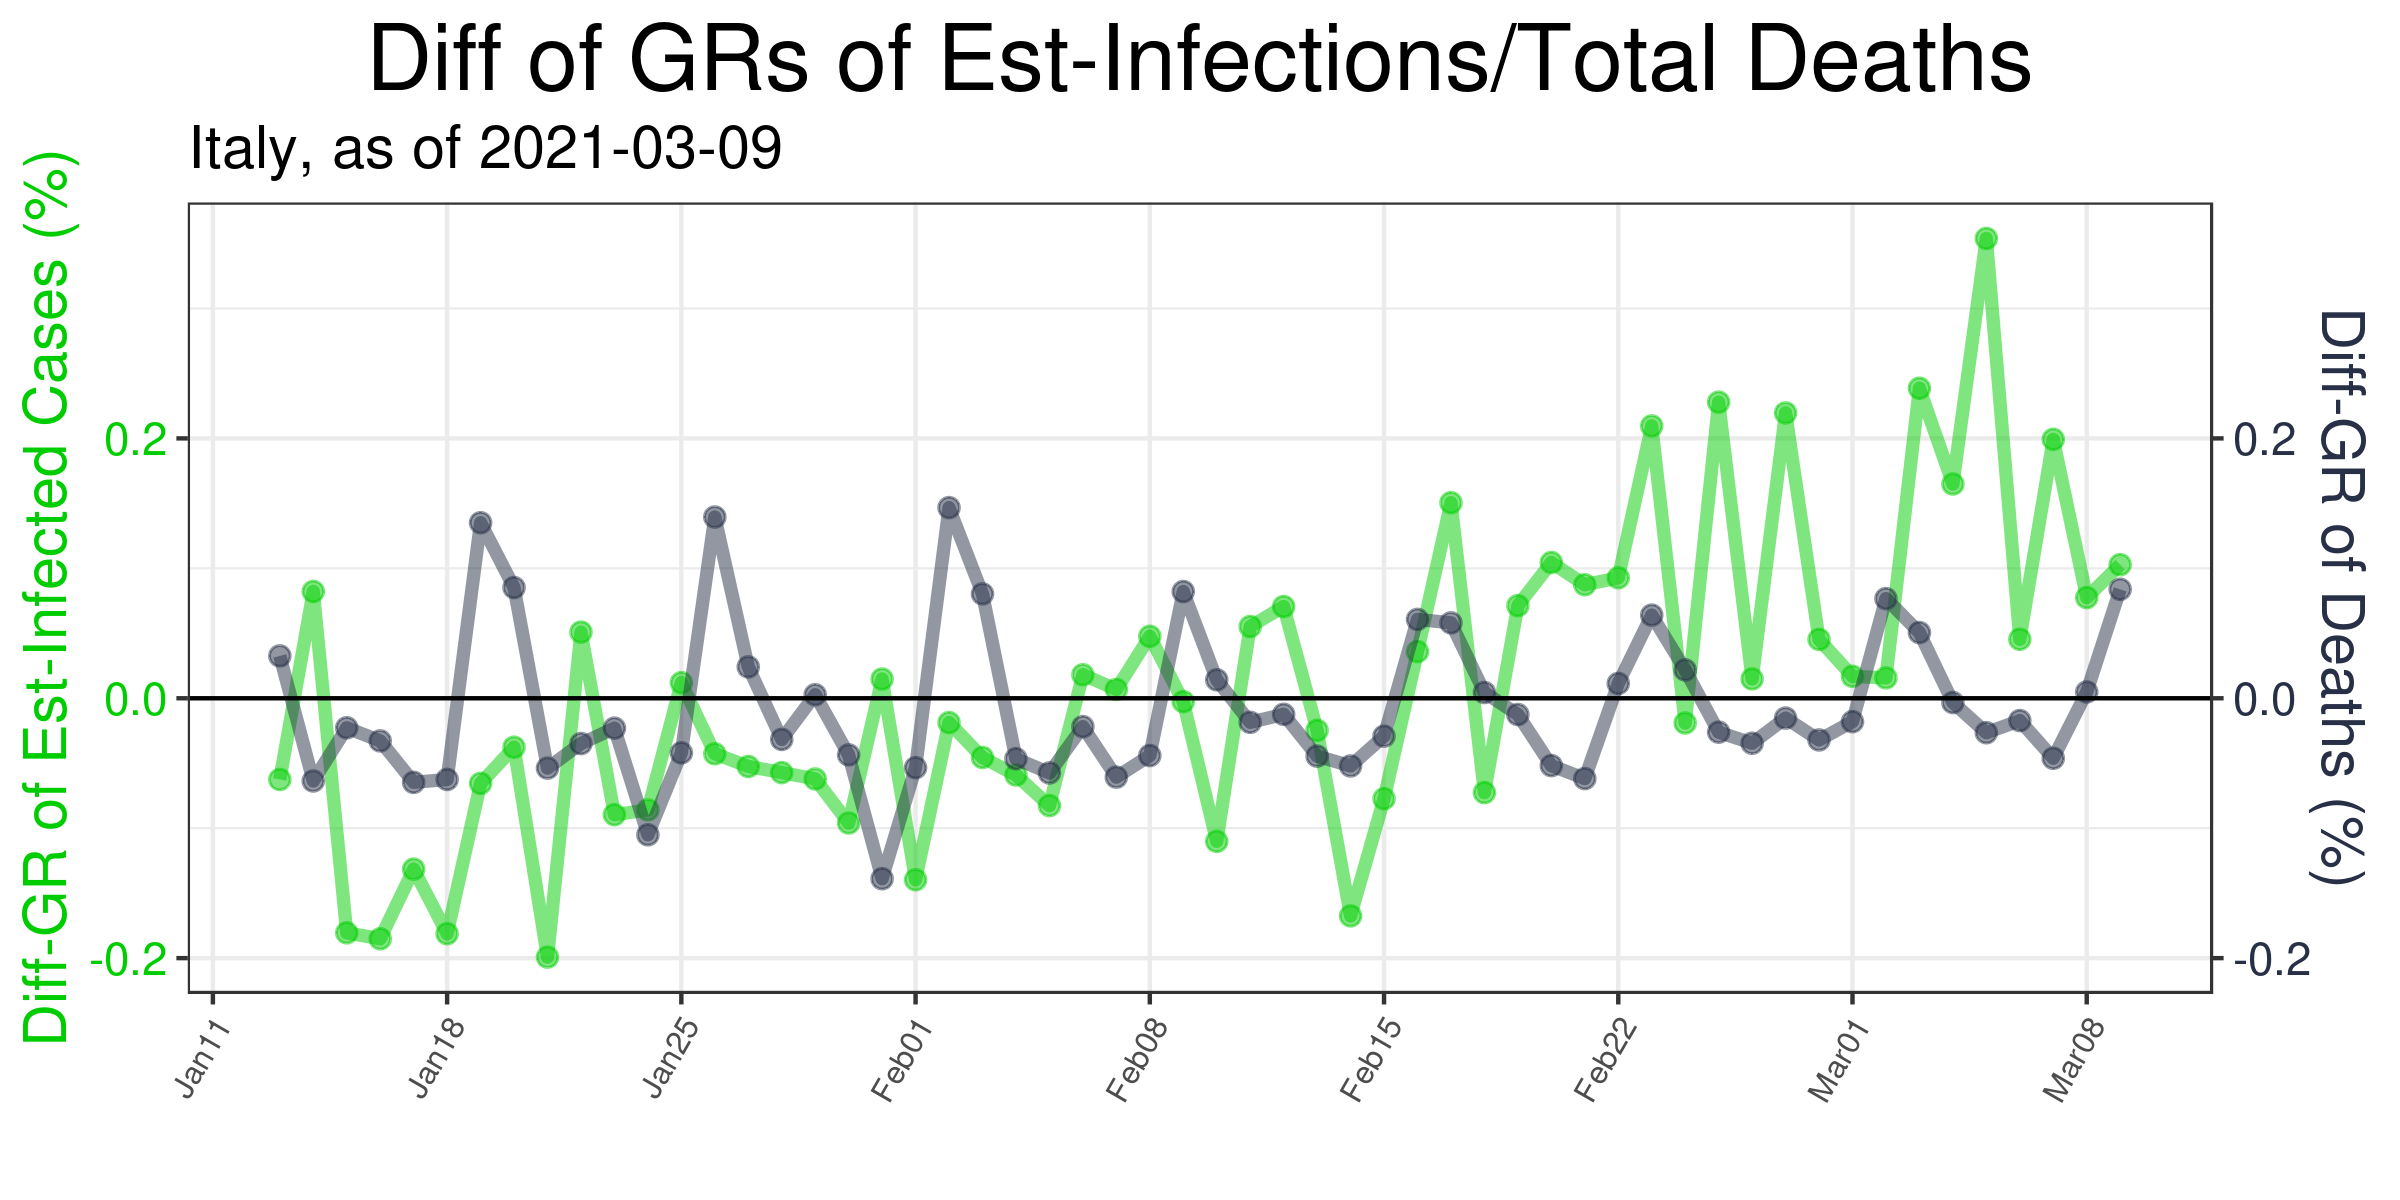 Diff of GRs of Est-Infections/Total Deaths
Italy, as of 2021-03-09
Diff-GR of Est-Infected Cases (%)
0.2
0.0
-0.2
0.2
0.0
-0.2
Diff-GR of Deaths (%)
Jan11
Jan18
Jan25
Feb01
Feb08
Feb15
Feb22
Mar01
Mar08